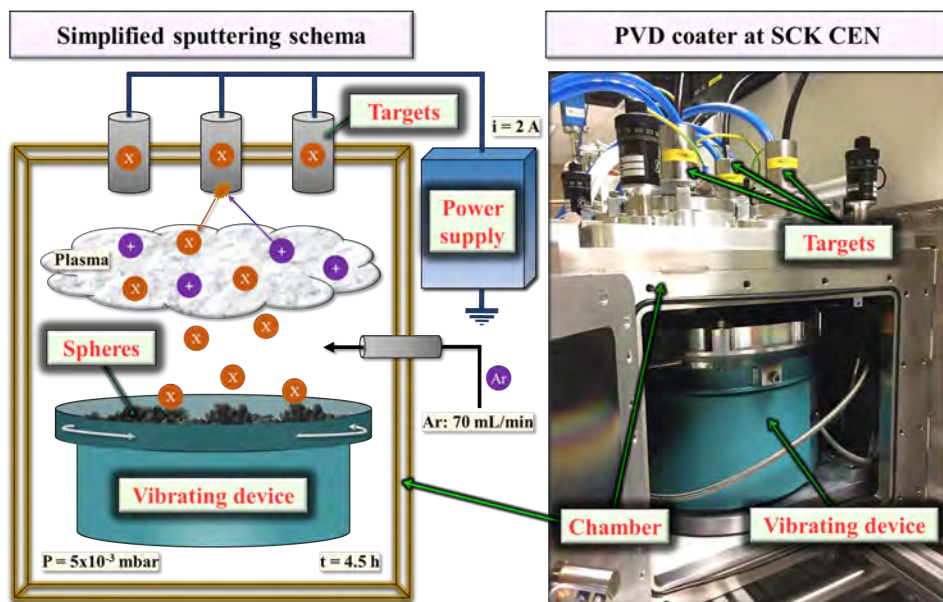 Simplified sputtering schema
Targets
i = 2 A
X
X
X
Power
supply
Plasma
+
X
+
X
+
X
X
X
Spheres
X
X
X
Ar
Ar: 70 mL/min
Vibrating device
P = 5x10⁻³ mbar
t = 4.5 h
PVD coater at SCK CEN
Targets
Chamber
Vibrating device